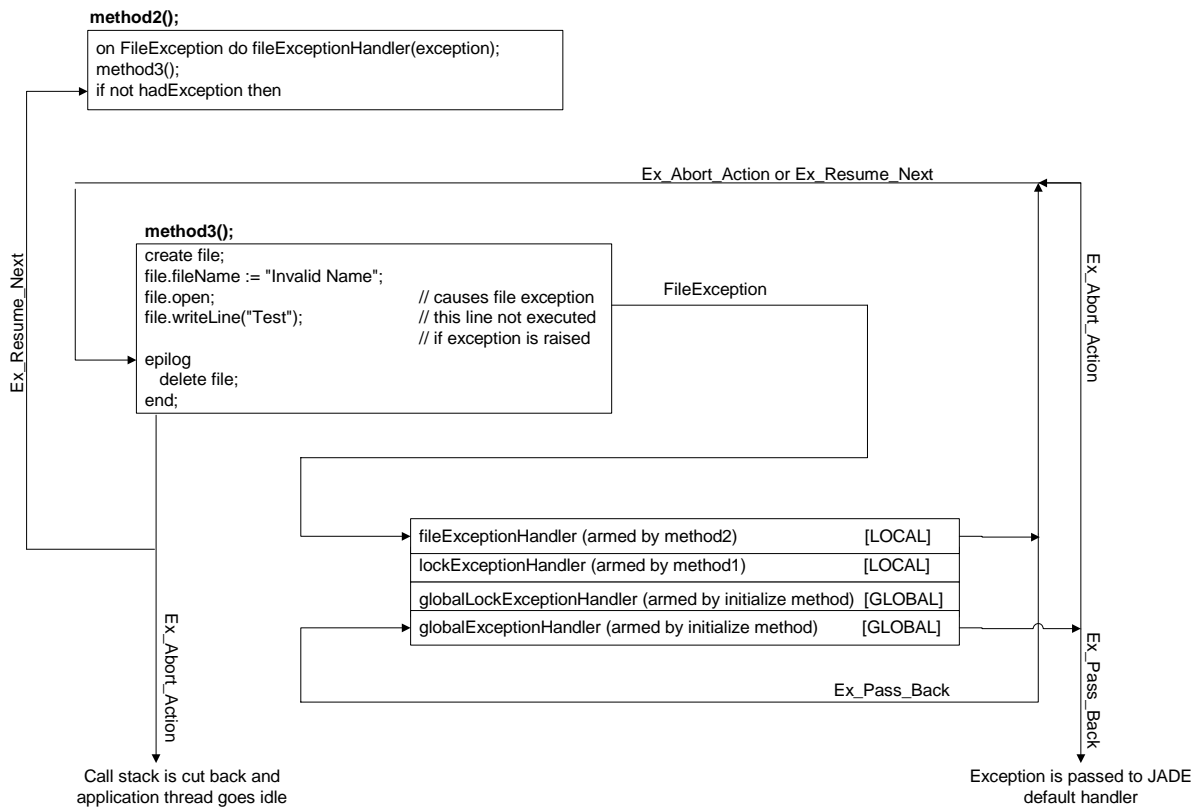 method2();
on FileException do fileExceptionHandler(exception);
method3();
if not hadException then
Ex_Abort_Action or Ex_Resume_Next
method3();
create file;
file.fileName := "Invalid Name";
file.open; // causes file exception
file.writeLine("Test"); // this line not executed
// if exception is raised
epilog
delete file;
end;
FileException
Ex_Resume_Next
Ex_Abort_Action
fileExceptionHandler (armed by method2) [LOCAL]
lockExceptionHandler (armed by method1) [LOCAL]
globalLockExceptionHandler (armed by initialize method) [GLOBAL]
globalExceptionHandler (armed by initialize method) [GLOBAL]
Ex_Abort_Action
Ex_Pass_Back
Ex_Pass_Back
Call stack is cut back and
application thread goes idle
Exception is passed to JADE
default handler